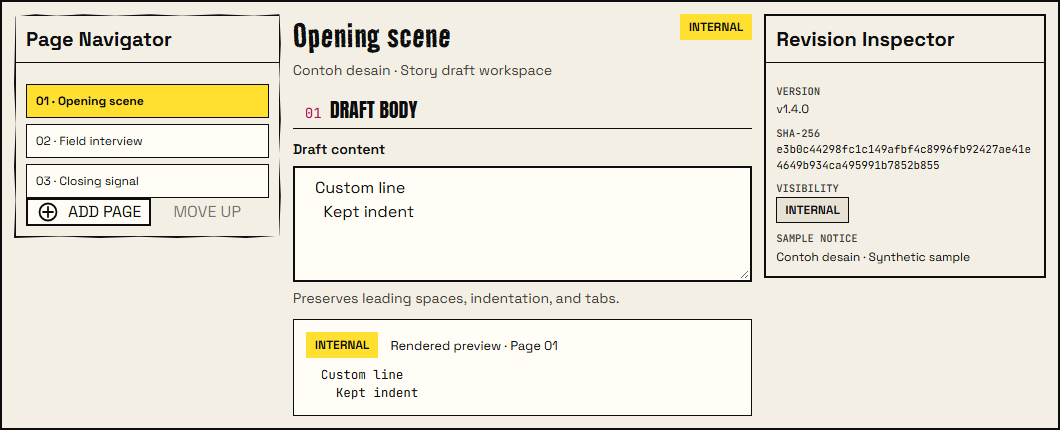 Page Navigator
01 · Opening scene
02 · Field interview
03 · Closing signal
ADD PAGE
MOVE UP
Opening scene
INTERNAL
Contoh desain · Story draft workspace
01 DRAFT BODY
Draft content
Custom line
Kept indent
Preserves leading spaces, indentation, and tabs.
INTERNAL
Rendered preview · Page 01
Custom line
Kept indent
Revision Inspector
VERSION
v1.4.0
SHA-256
e3b0c44298fc1c149afbf4c8996fb92427ae41e
4649b934ca495991b7852b855
VISIBILITY
INTERNAL
SAMPLE NOTICE
Contoh desain · Synthetic sample